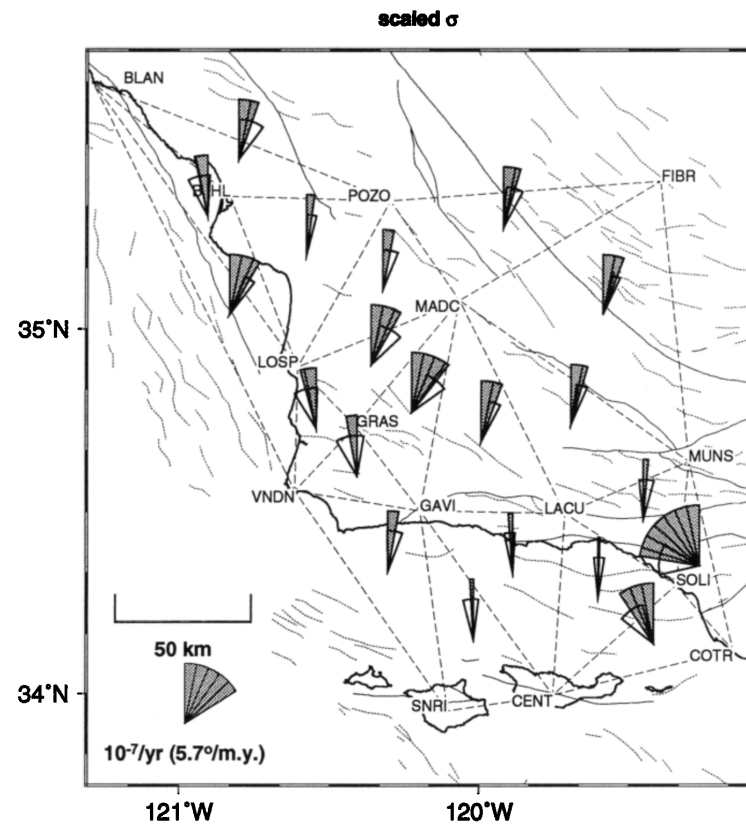 scaled σ
BLAN
FIBR
POZO
MADC
35°N
LOSP
GRAS
MUNS
VNDN
GAVI
LACU
SOLI
50 km
COTR
34°N
SNRI
CENT
10⁻⁷/yr (5.7°/m.y.)
121°W
120°W